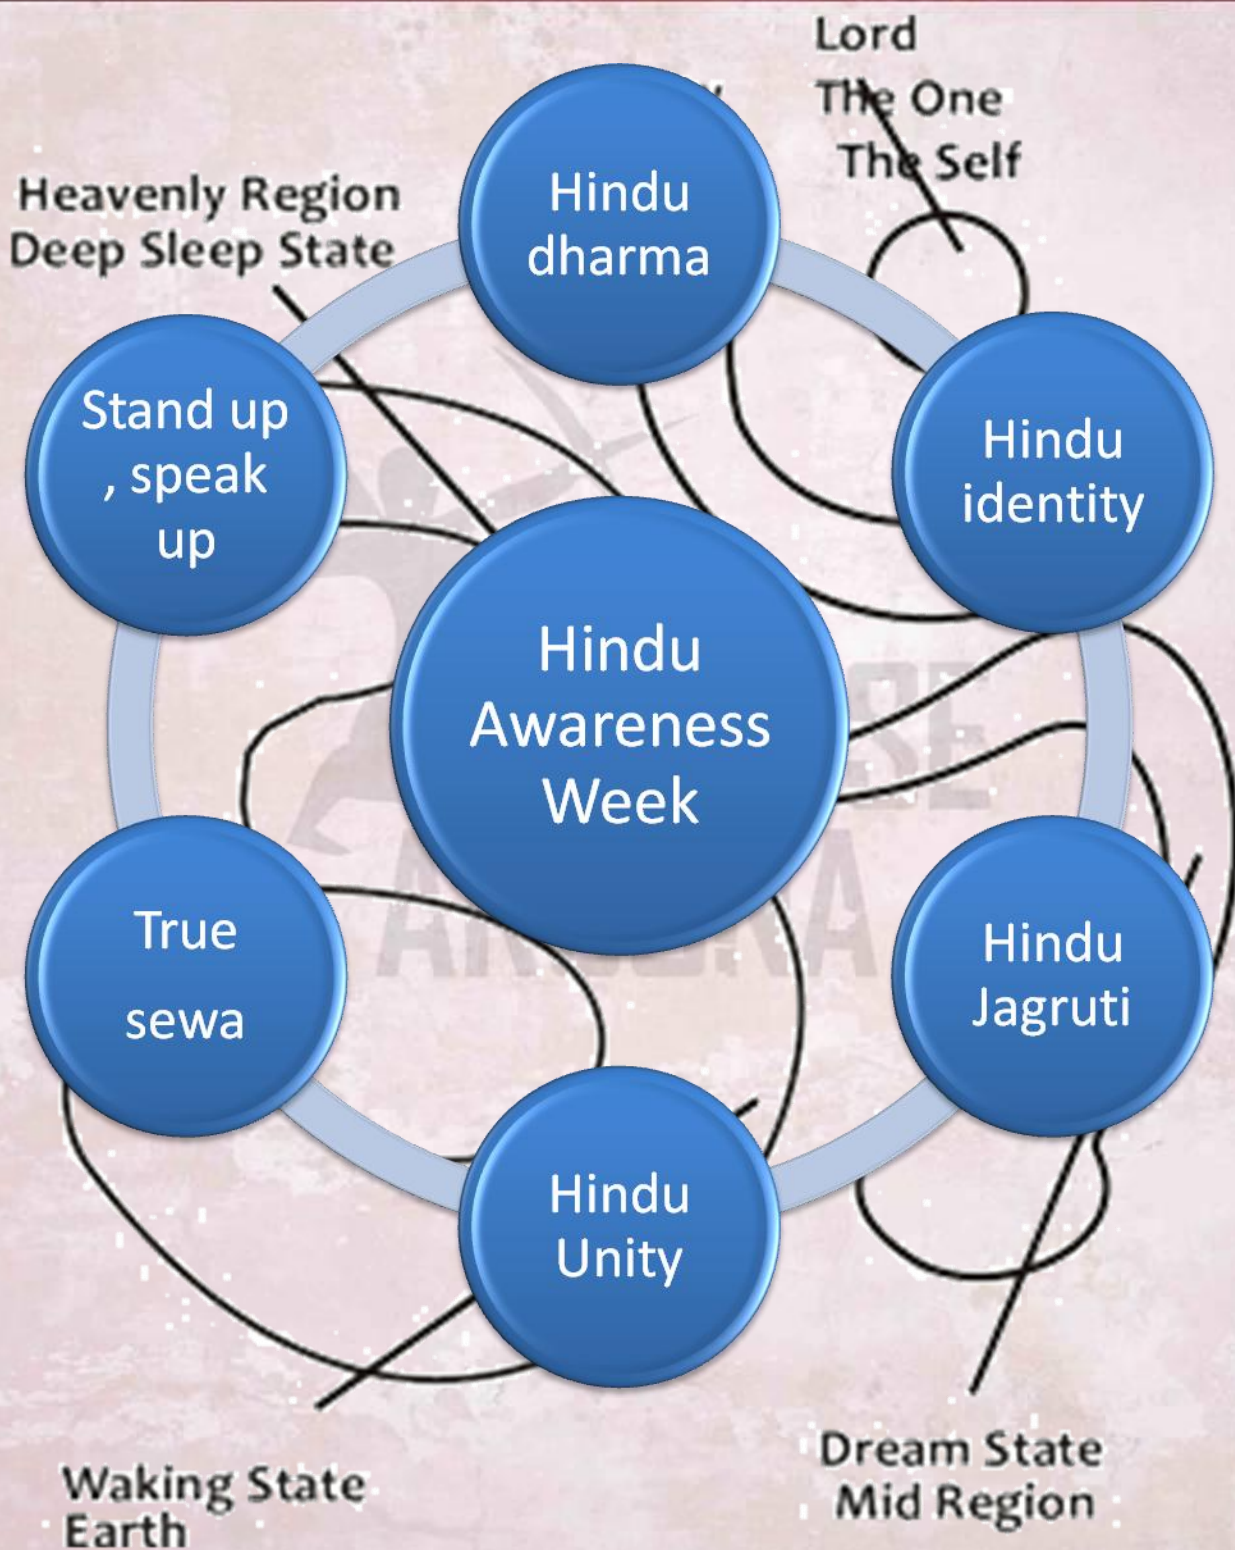 Lord
The One
The Self
Heavenly Region
Deep Sleep State
Hindu
dharma
Stand up
, speak
up
Hindu
identity
Hindu
Awareness
Week
True
sewa
Hindu
Jagruti
Hindu
Unity
Dream State
Mid Region
Waking State
Earth